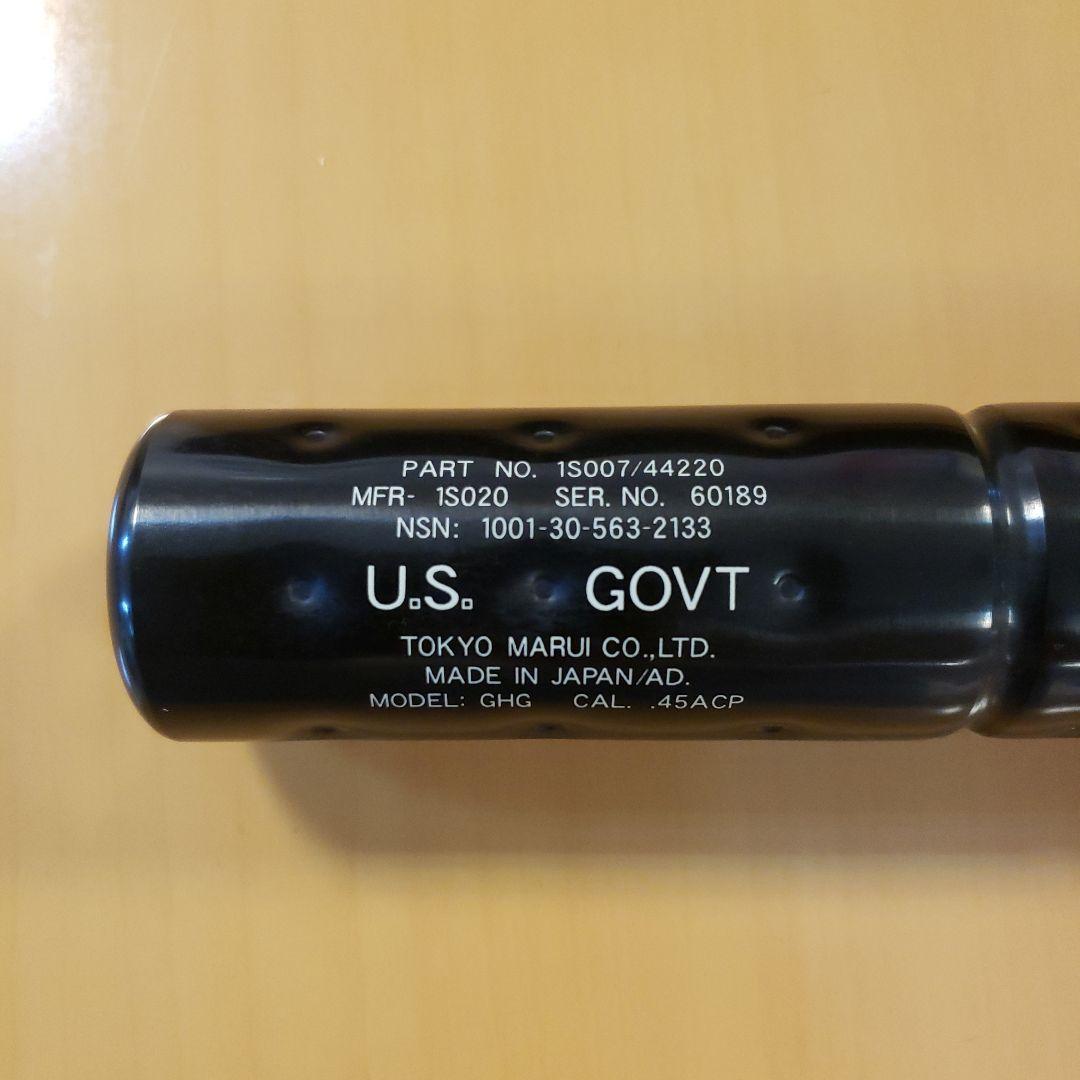 PART NO. 1S007/44220
MFR- 1S020 SER. NO. 60189
NSN: 1001-30-563-2133
U.S. GOVT
TOKYO MARUI CO.,LTD.
MADE IN JAPAN/AD.
MODEL: GHG CAL. .45ACP